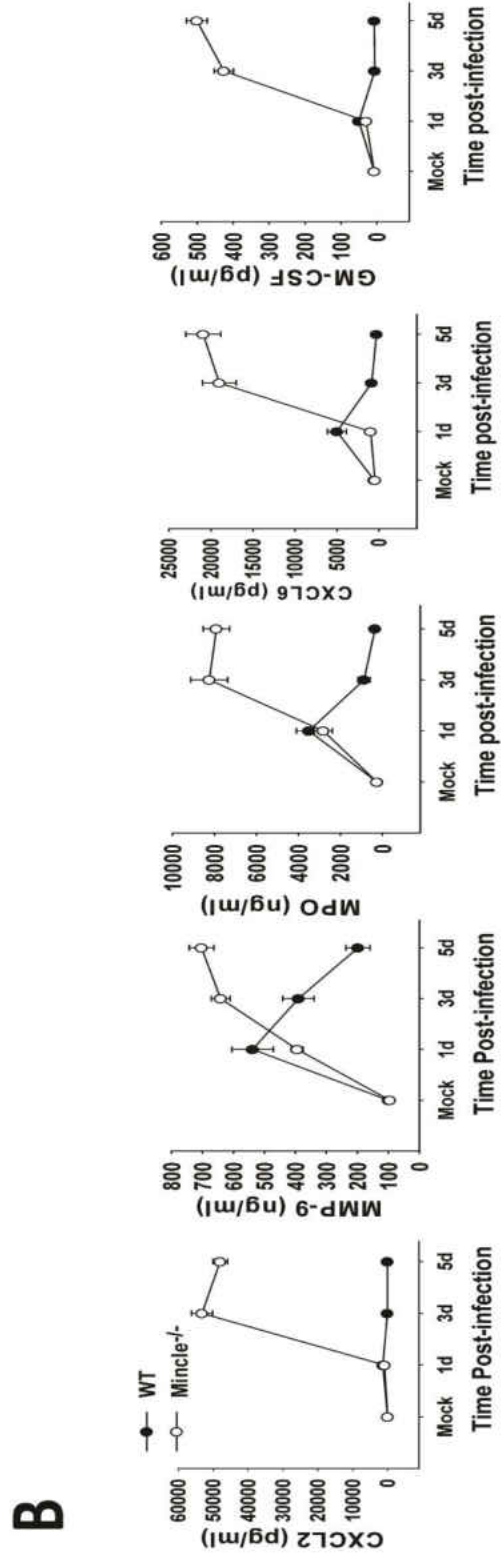 B
WT
Mincle-/-
60000
50000
40000
30000
20000
10000
0
CXCL2 (pg/ml)
Mock 1d 3d 5d
Time Post-infection
800
700
600
500
400
300
200
100
0
MMP-9 (ng/ml)
Mock 1d 3d 5d
Time Post-infection
10000
8000
6000
4000
2000
0
MPO (ng/ml)
Mock 1d 3d 5d
Time post-infection
25000
20000
15000
10000
5000
0
CXCL6 (pg/ml)
Mock 1d 3d 5d
Time post-infection
600
500
400
300
200
100
0
GM-CSF (pg/ml)
Mock 1d 3d 5d
Time post-infection